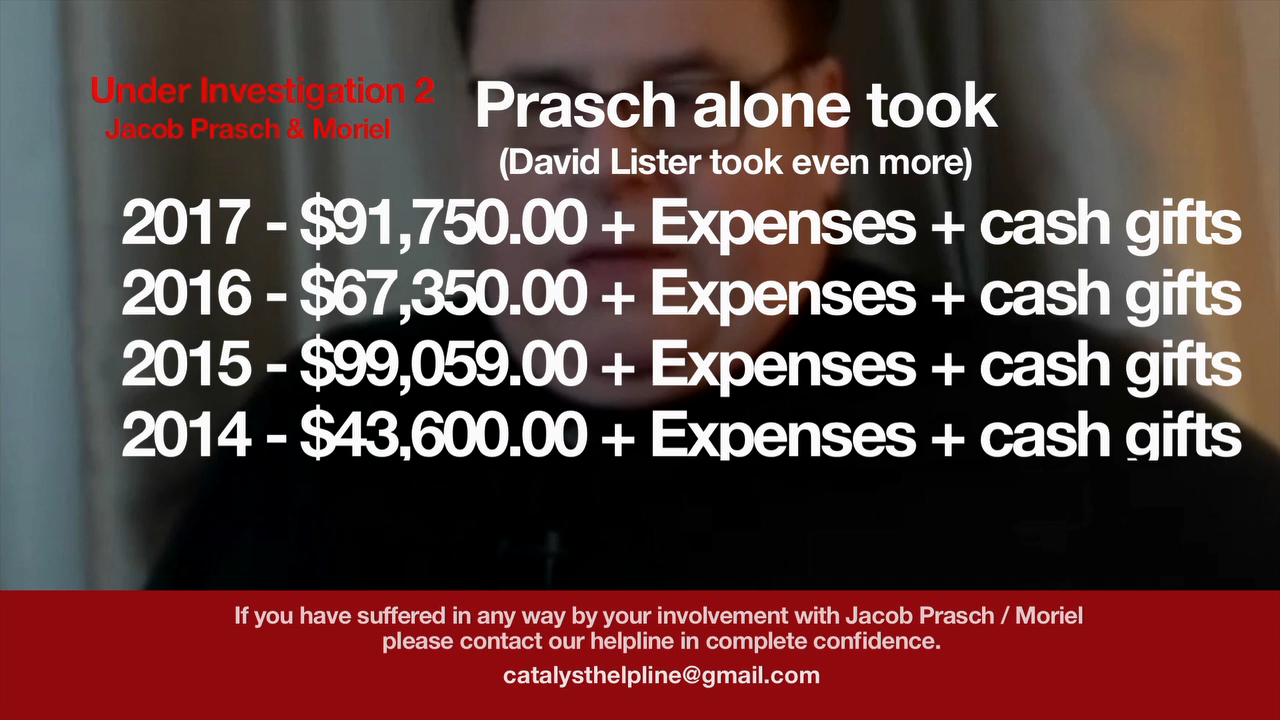 Under Investigation 2
Jacob Prasch & Moriel
Prasch alone took
(David Lister took even more)
2017 - $91,750.00 + Expenses + cash gifts
2016 - $67,350.00 + Expenses + cash gifts
2015 - $99,059.00 + Expenses + cash gifts
2014 - $43,600.00 + Expenses + cash gifts
If you have suffered in any way by your involvement with Jacob Prasch / Moriel
please contact our helpline in complete confidence.
catalysthelpline@gmail.com